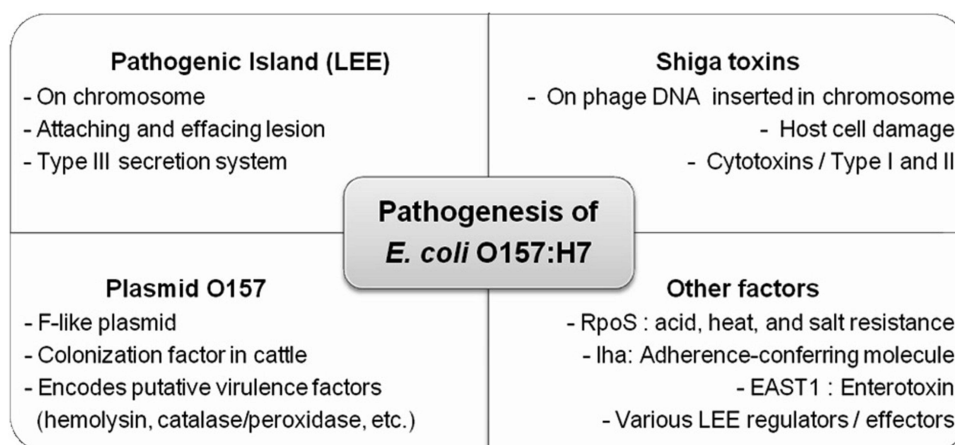 Pathogenic Island (LEE)
- On chromosome
- Attaching and effacing lesion
- Type III secretion system
Shiga toxins
- On phage DNA inserted in chromosome
- Host cell damage
- Cytotoxins / Type I and II
Pathogenesis of
E. coli O157:H7
Plasmid O157
- F-like plasmid
- Colonization factor in cattle
- Encodes putative virulence factors
(hemolysin, catalase/peroxidase, etc.)
Other factors
- RpoS : acid, heat, and salt resistance
- Iha: Adherence-conferring molecule
- EAST1 : Enterotoxin
- Various LEE regulators / effectors